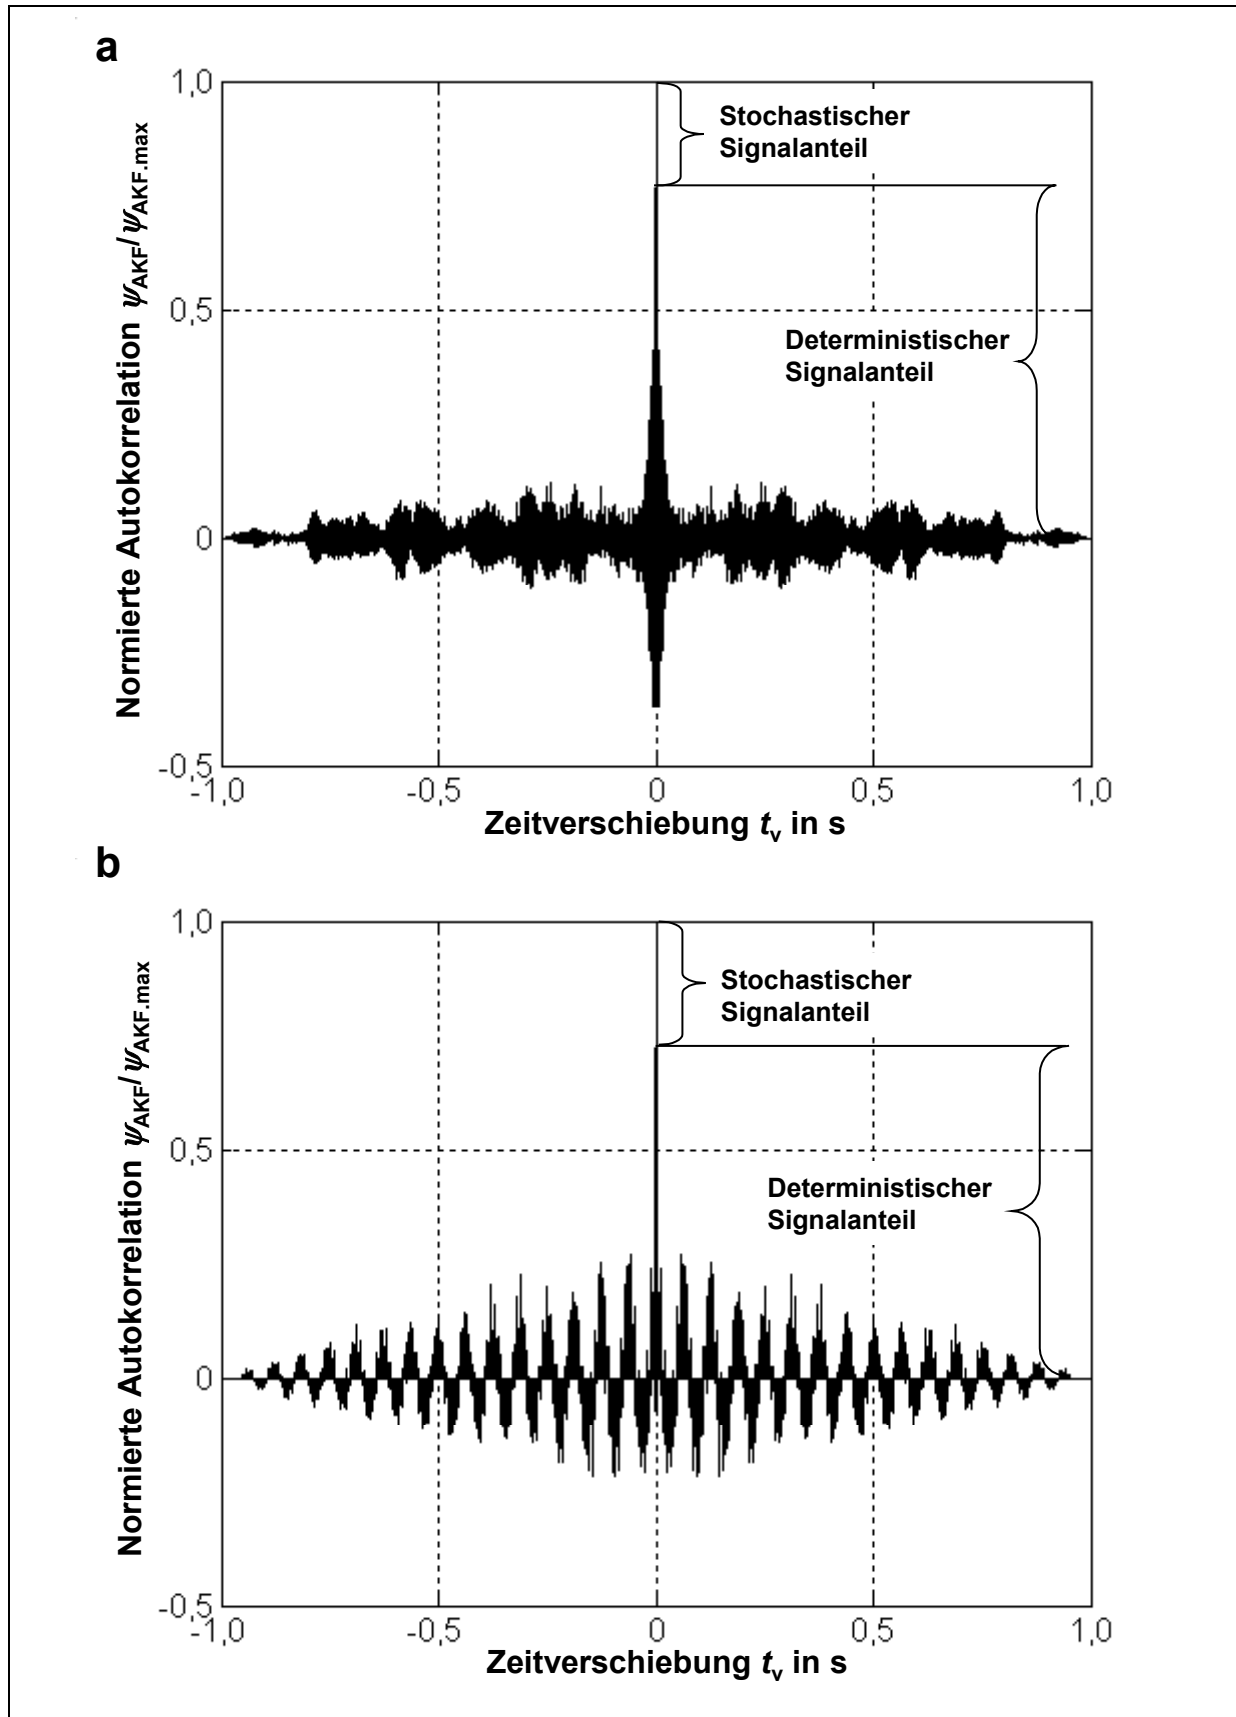 a
1,0
Stochastischer
Signalanteil
0,5
Deterministischer
Signalanteil
0
-0,5
Normierte Autokorrelation ψAKF/ψAKF.max
-1,0 -0,5 0 0,5 1,0
Zeitverschiebung tv in s
b
1,0
Stochastischer
Signalanteil
0,5
Deterministischer
Signalanteil
0
-0,5
Normierte Autokorrelation ψAKF/ψAKF.max
-1,0 -0,5 0 0,5 1,0
Zeitverschiebung tv in s